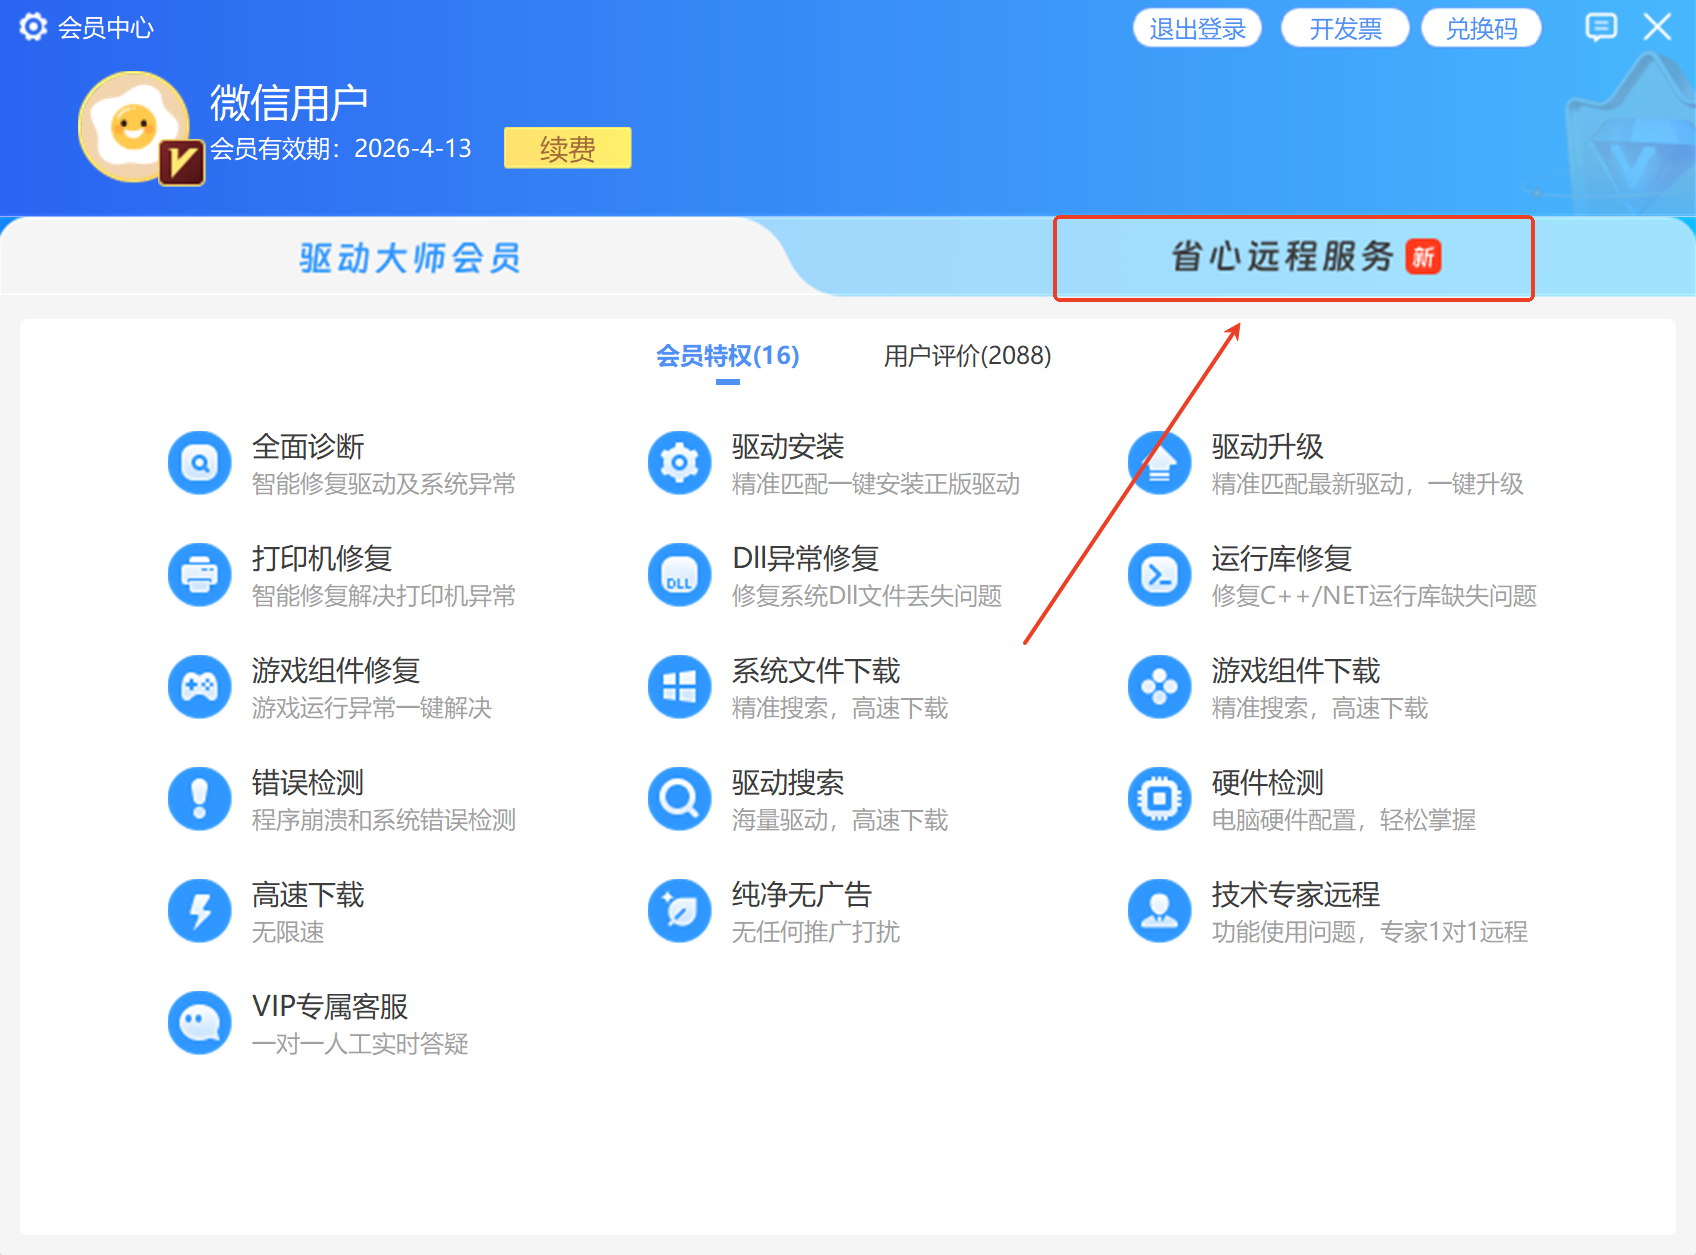 会员中心
退出登录
开发票
兑换码
微信用户
会员有效期：2026-4-13
续费
驱动大师会员
省心远程服务 新
会员特权(16)
用户评价(2088)
全面诊断
智能修复驱动及系统异常
驱动安装
精准匹配一键安装正版驱动
驱动升级
精准匹配最新驱动，一键升级
打印机修复
智能修复解决打印机异常
Dll异常修复
DLL
修复系统Dll文件丢失问题
运行库修复
修复C++/NET运行库缺失问题
游戏组件修复
游戏运行异常一键解决
系统文件下载
精准搜索，高速下载
游戏组件下载
精准搜索，高速下载
错误检测
程序崩溃和系统错误检测
驱动搜索
海量驱动，高速下载
硬件检测
电脑硬件配置，轻松掌握
高速下载
无限速
纯净无广告
无任何推广打扰
技术专家远程
功能使用问题，专家1对1远程
VIP专属客服
一对一人工实时答疑